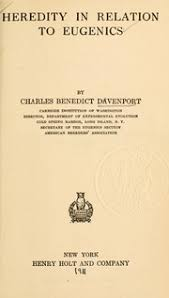 HEREDITY IN RELATION
TO EUGENICS
BY
CHARLES BENEDICT DAVENPORT
CARNEGIE INSTITUTION OF WASHINGTON
DIRECTOR, DEPARTMENT OF EXPERIMENTAL EVOLUTION
COLD SPRING HARBOR, LONG ISLAND, N. Y.
SECRETARY OF THE EUGENICS SECTION
AMERICAN BREEDERS' ASSOCIATION
NEW YORK
HENRY HOLT AND COMPANY
1911